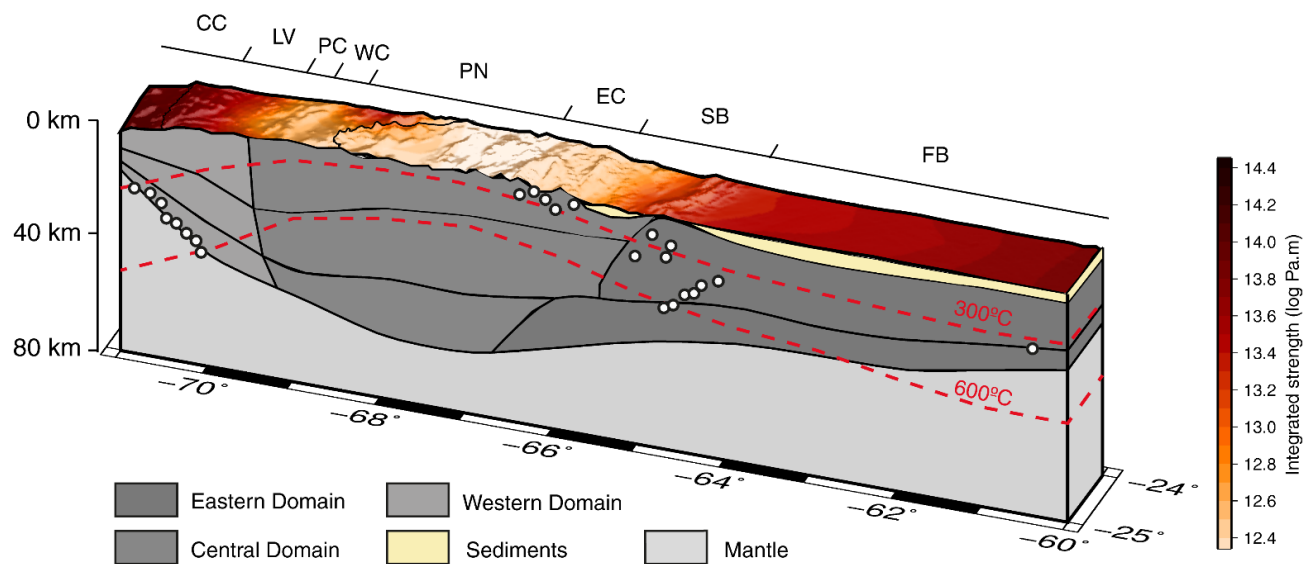 CC
LV
PC
WC
PN
EC
SB
FB
0 km
40 km
80 km
300ºC
600ºC
−70°
−68°
−66°
−64°
−62°
−60°
−24°
−25°
14.4
14.2
14.0
13.8
13.6
13.4
13.2
13.0
12.8
12.6
12.4
Integrated strength (log Pa.m)
Eastern Domain
Western Domain
Central Domain
Sediments
Mantle